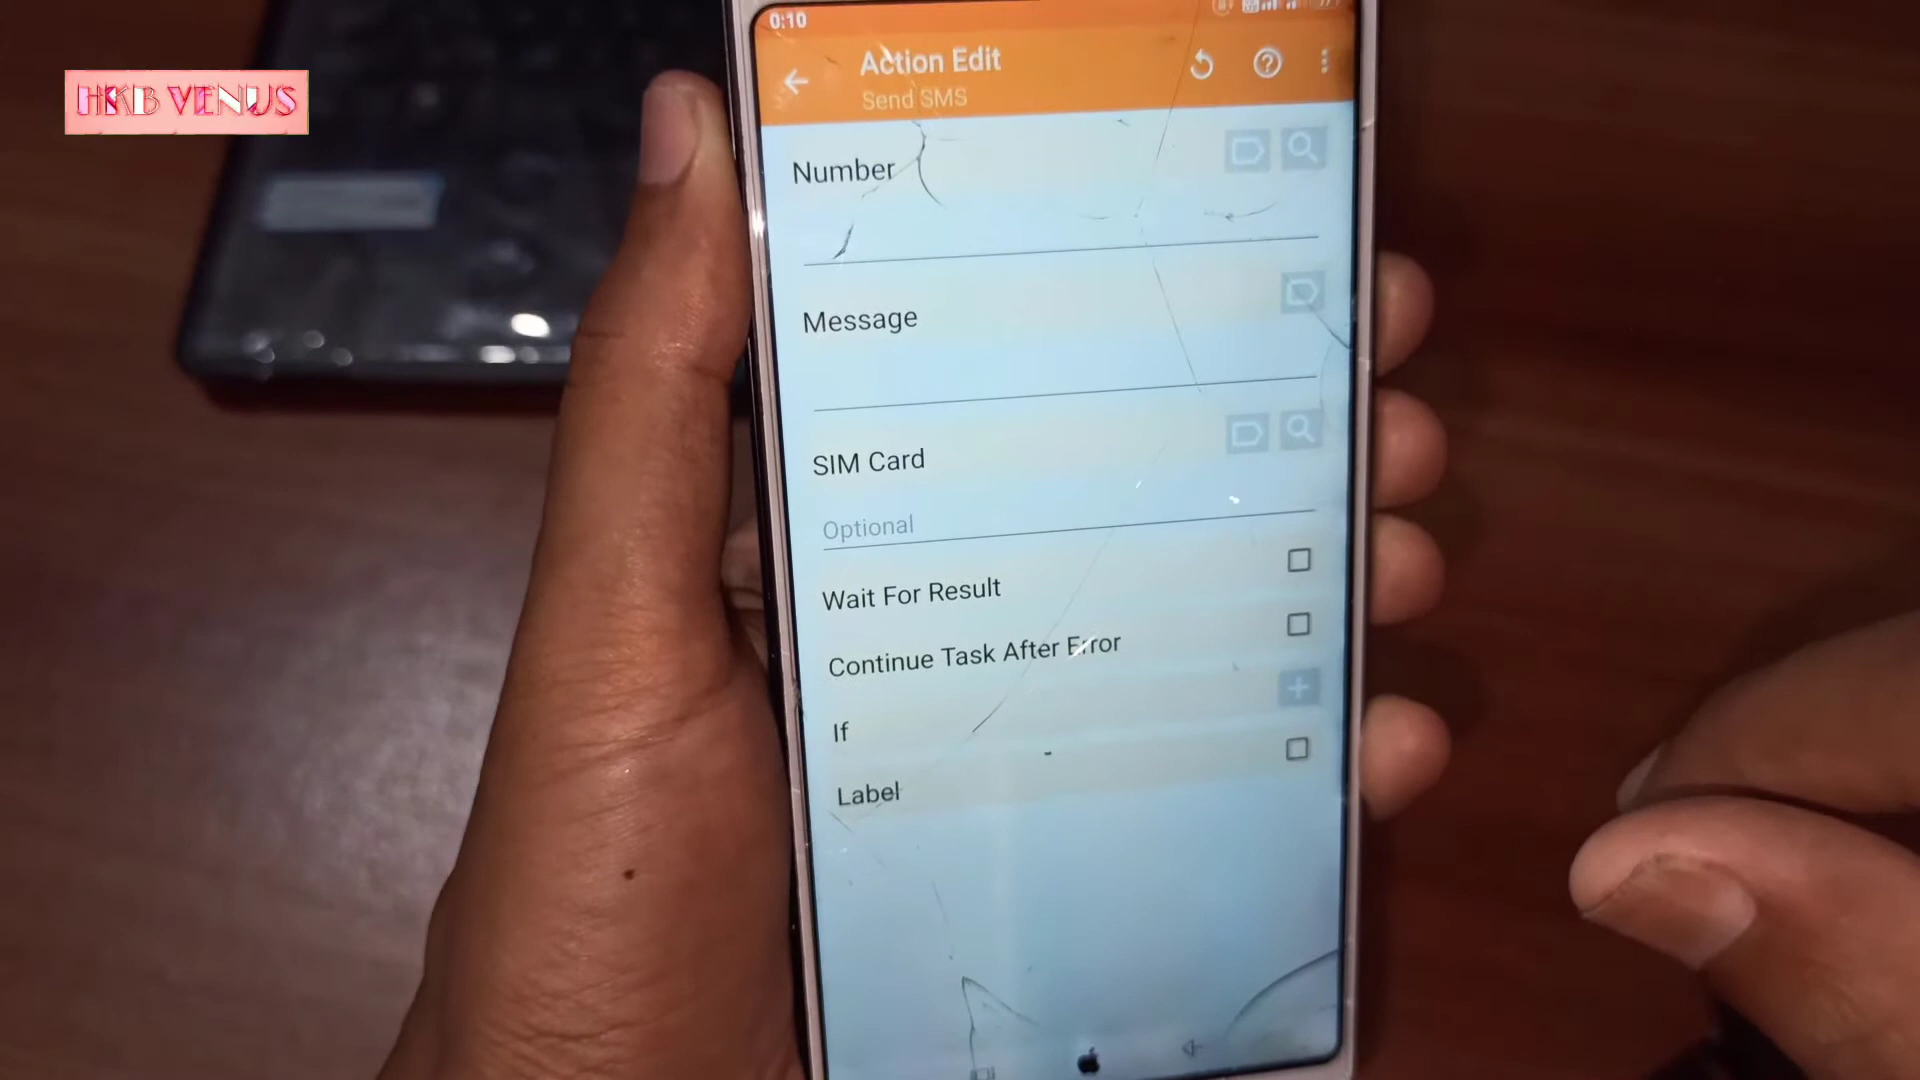 HKB VENUS
0:10
Action Edit
Send SMS
Number
Message
SIM Card
Optional
Wait For Result
Continue Task After Error
If
Label